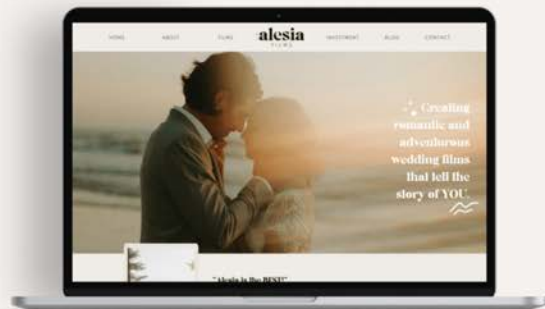 HOME ABOUT FILMS alesia INVESTMENT BLOG CONTACT
FILMS
Creating
romantic and
adventurous
wedding films
that tell the
story of YOU.
"Alesia is the BEST!"